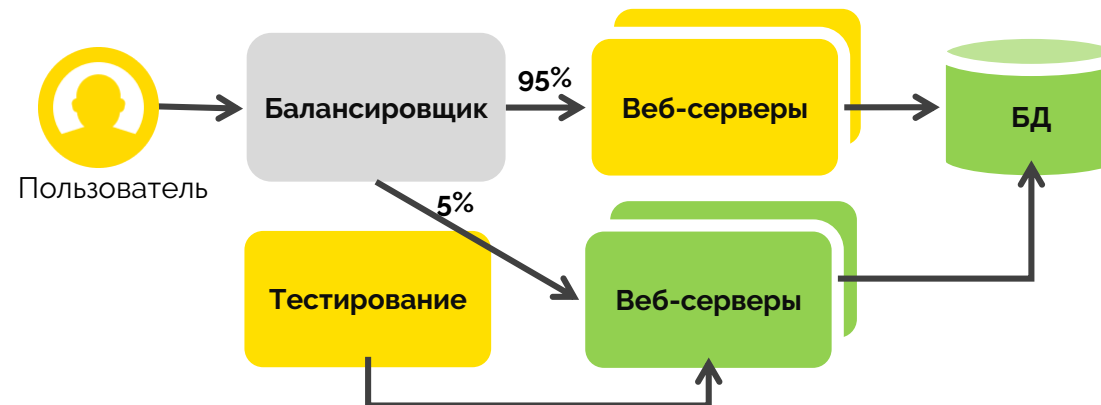 95%
Балансировщик
Веб-серверы
БД
Пользователь
5%
Тестирование
Веб-серверы